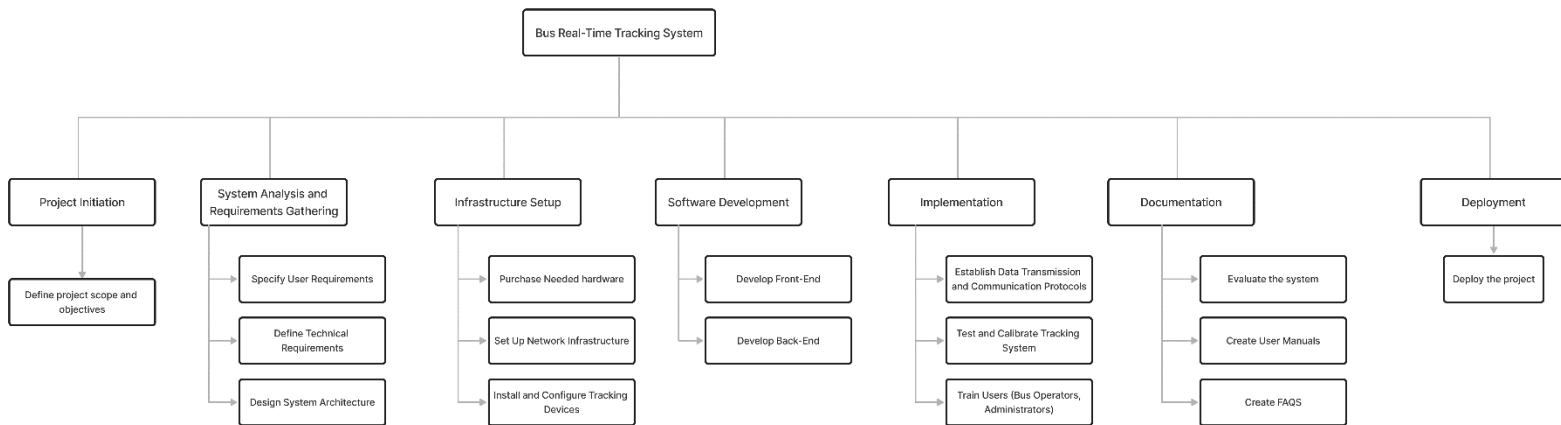 Bus Real-Time Tracking System
Project Initiation
System Analysis and
Requirements Gathering
Infrastructure Setup
Software Development
Implementation
Documentation
Deployment
Define project scope and
objectives
Specify User Requirements
Define Technical
Requirements
Design System Architecture
Purchase Needed hardware
Set Up Network Infrastructure
Install and Configure Tracking
Devices
Develop Front-End
Develop Back-End
Establish Data Transmission
and Communication Protocols
Test and Calibrate Tracking
System
Train Users (Bus Operators,
Administrators)
Evaluate the system
Create User Manuals
Create FAQS
Deploy the project